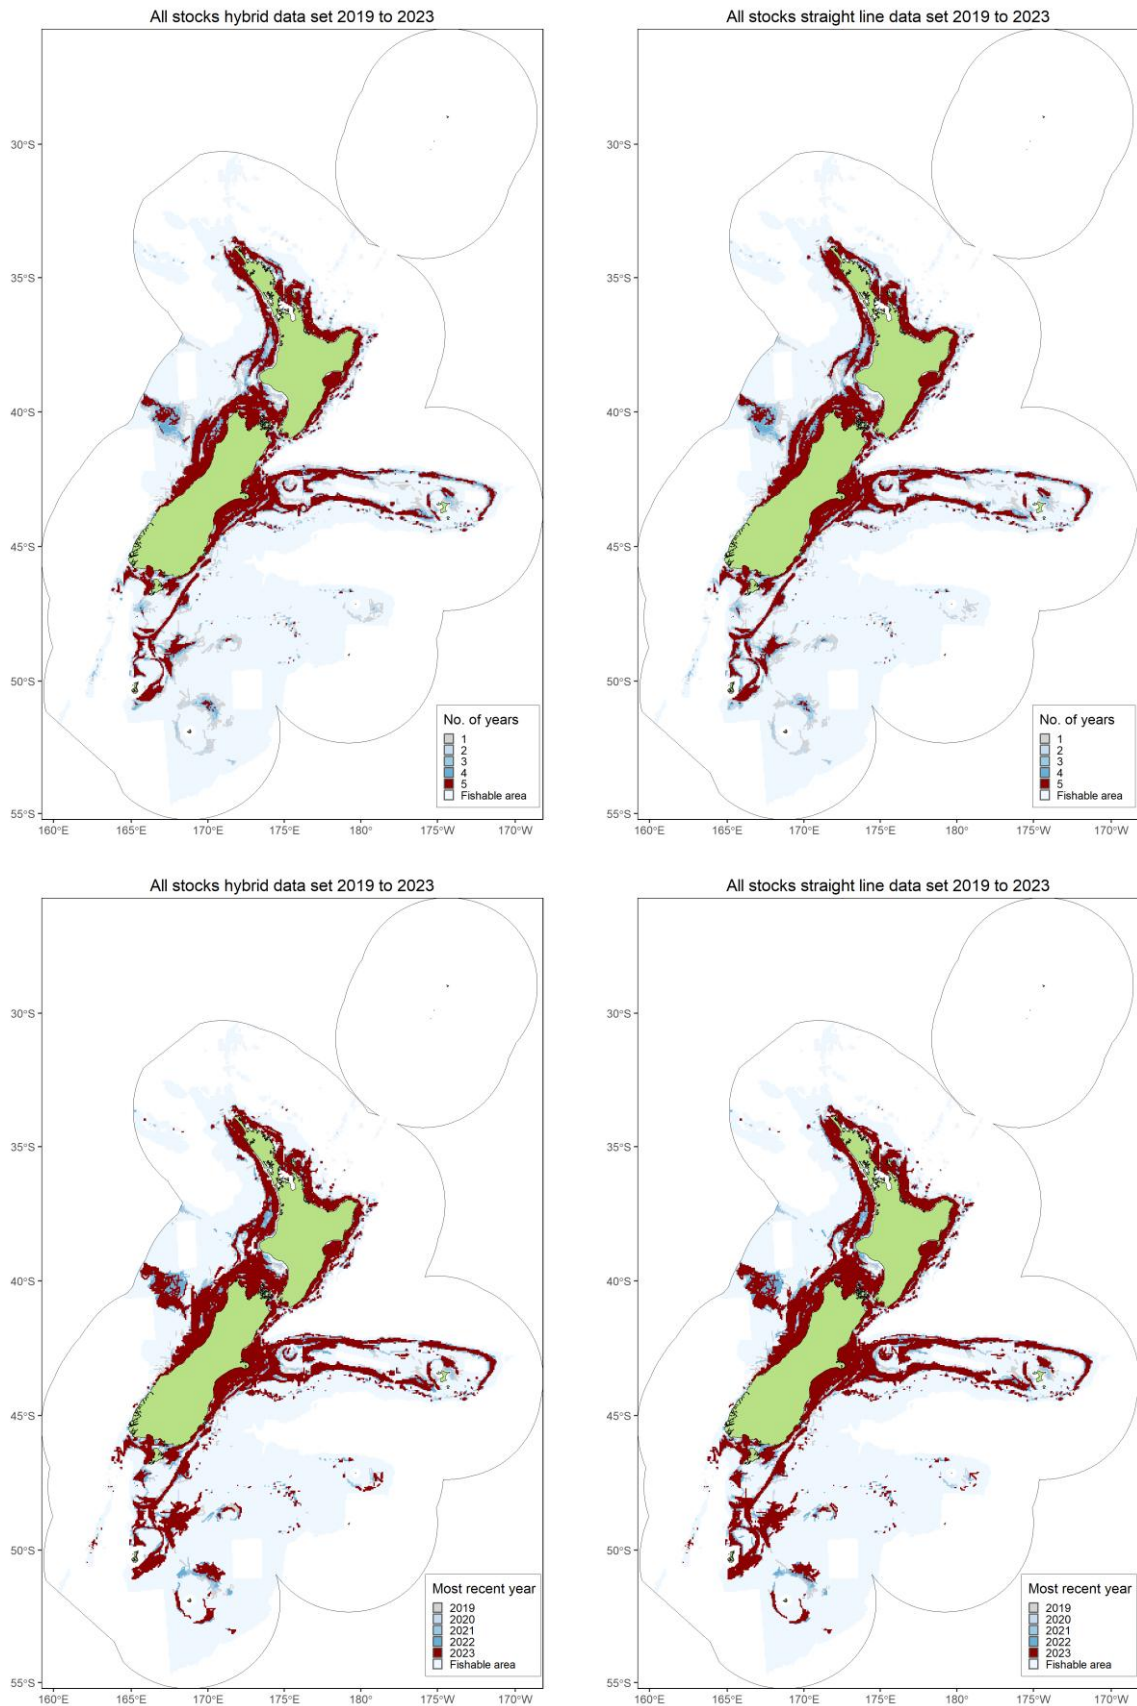 All stocks hybrid data set 2019 to 2023
30°S
35°S
40°S
45°S
50°S
55°S
160°E
165°E
170°E
175°E
180°
175°W
170°W
No. of years
1
2
3
4
5
Fishable area
All stocks straight line data set 2019 to 2023
30°S
35°S
40°S
45°S
50°S
55°S
160°E
165°E
170°E
175°E
180°
175°W
170°W
No. of years
1
2
3
4
5
Fishable area
All stocks hybrid data set 2019 to 2023
30°S
35°S
40°S
45°S
50°S
55°S
160°E
165°E
170°E
175°E
180°
175°W
170°W
Most recent year
2019
2020
2021
2022
2023
Fishable area
All stocks straight line data set 2019 to 2023
30°S
35°S
40°S
45°S
50°S
55°S
160°E
165°E
170°E
175°E
180°
175°W
170°W
Most recent year
2019
2020
2021
2022
2023
Fishable area